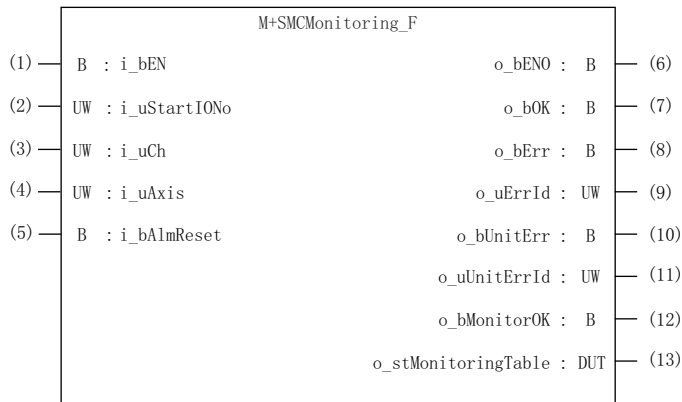 M+SMCMonitoring_F
(1) B : i_bEN o_bENO : B (6)
(2) UW : i_uStartIONo o_bOK : B (7)
(3) UW : i_uCh o_bErr : B (8)
(4) UW : i_uAxis o_uErrId : UW (9)
(5) B : i_bAlmReset o_bUnitErr : B (10)
o_uUnitErrId : UW (11)
o_bMonitorOK : B (12)
o_stMonitoringTable : DUT (13)